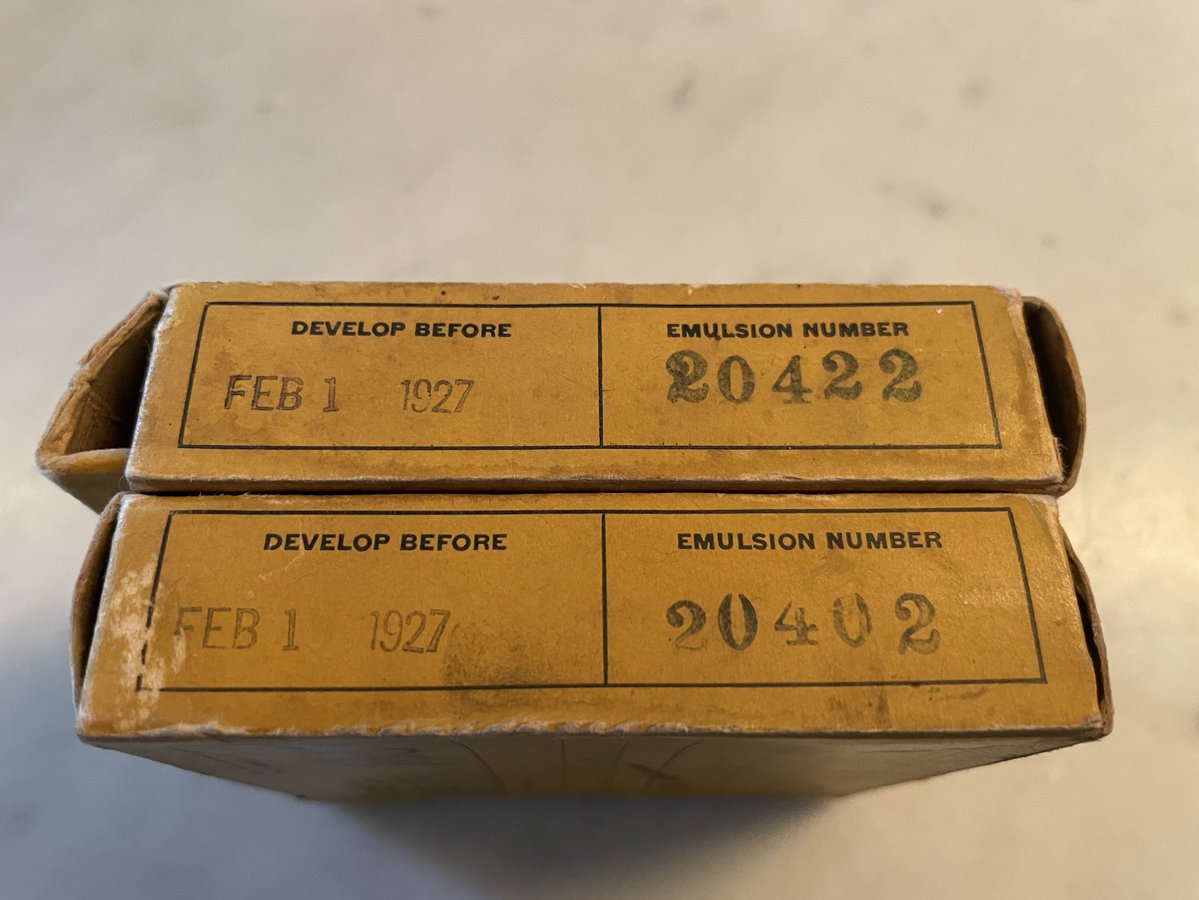 DEVELOP BEFORE
FEB 1 1927
EMULSION NUMBER
20422
DEVELOP BEFORE
FEB 1 1927
EMULSION NUMBER
20402